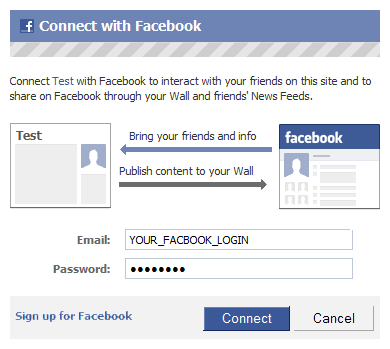 Connect with Facebook
Connect Test with Facebook to interact with your friends on this site and to
share on Facebook through your Wall and friends' News Feeds.
Test
Bring your friends and info
facebook
Publish content to your Wall
Email: YOUR_FACBOOK_LOGIN
Password: ●●●●●●●●
Sign up for Facebook Connect Cancel